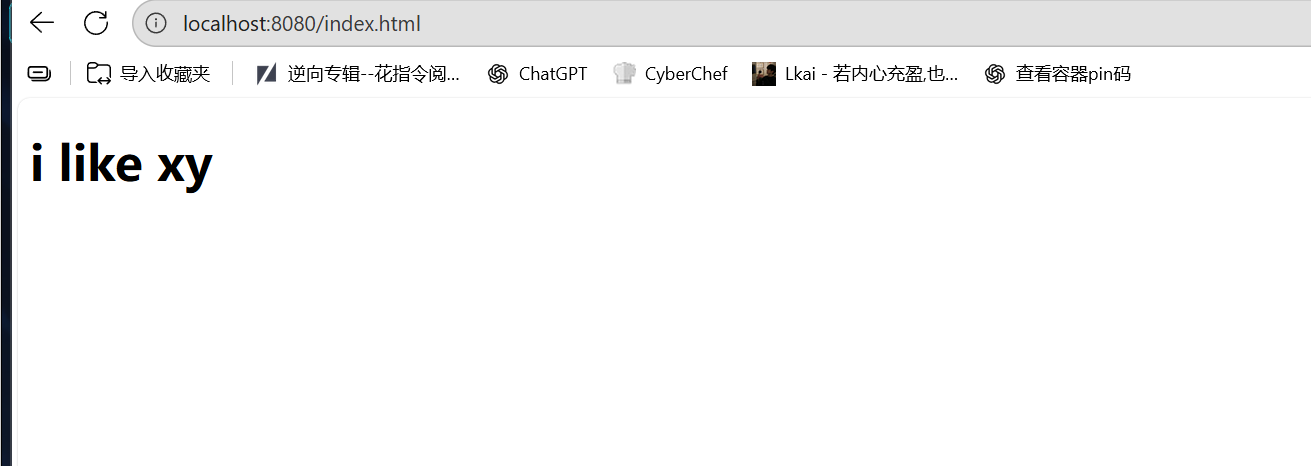 localhost:8080/index.html
导入收藏夹 逆向专辑--花指令阅... ChatGPT CyberChef Lkai - 若内心充盈,也... 查看容器pin码
i like xy